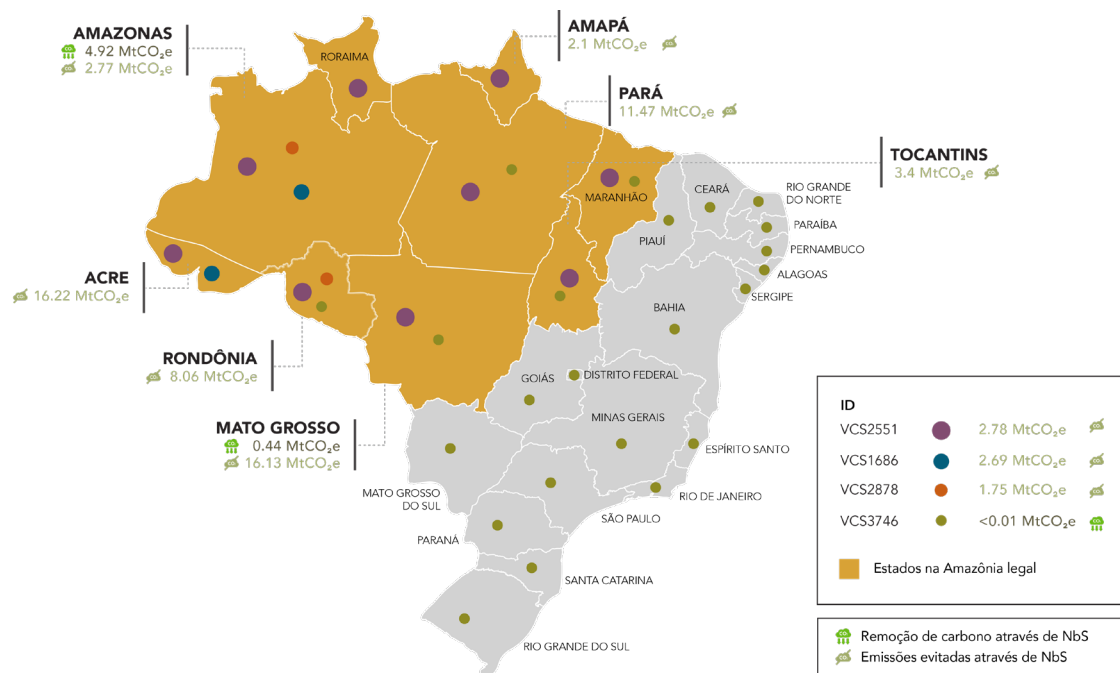 AMAZONAS
4.92 MtCO₂e
2.77 MtCO₂e
RORAIMA
AMAPÁ
2.1 MtCO₂e
PARÁ
11.47 MtCO₂e
TOCANTINS
3.4 MtCO₂e
MARANHÃO
CEARÁ
RIO GRANDE
DO NORTE
PARAÍBA
PIAUÍ
PERNAMBUCO
ALAGOAS
SERGIPE
ACRE
16.22 MtCO₂e
BAHIA
RONDÔNIA
8.06 MtCO₂e
GOIÁS
DISTRITO FEDERAL
MINAS GERAIS
MATO GROSSO
0.44 MtCO₂e
16.13 MtCO₂e
ESPÍRITO SANTO
MATO GROSSO
DO SUL
RIO DE JANEIRO
SÃO PAULO
PARANÁ
SANTA CATARINA
RIO GRANDE DO SUL
ID
VCS2551 2.78 MtCO₂e
VCS1686 2.69 MtCO₂e
VCS2878 1.75 MtCO₂e
VCS3746 <0.01 MtCO₂e
Estados na Amazônia legal
Remoção de carbono através de NbS
Emissões evitadas através de NbS